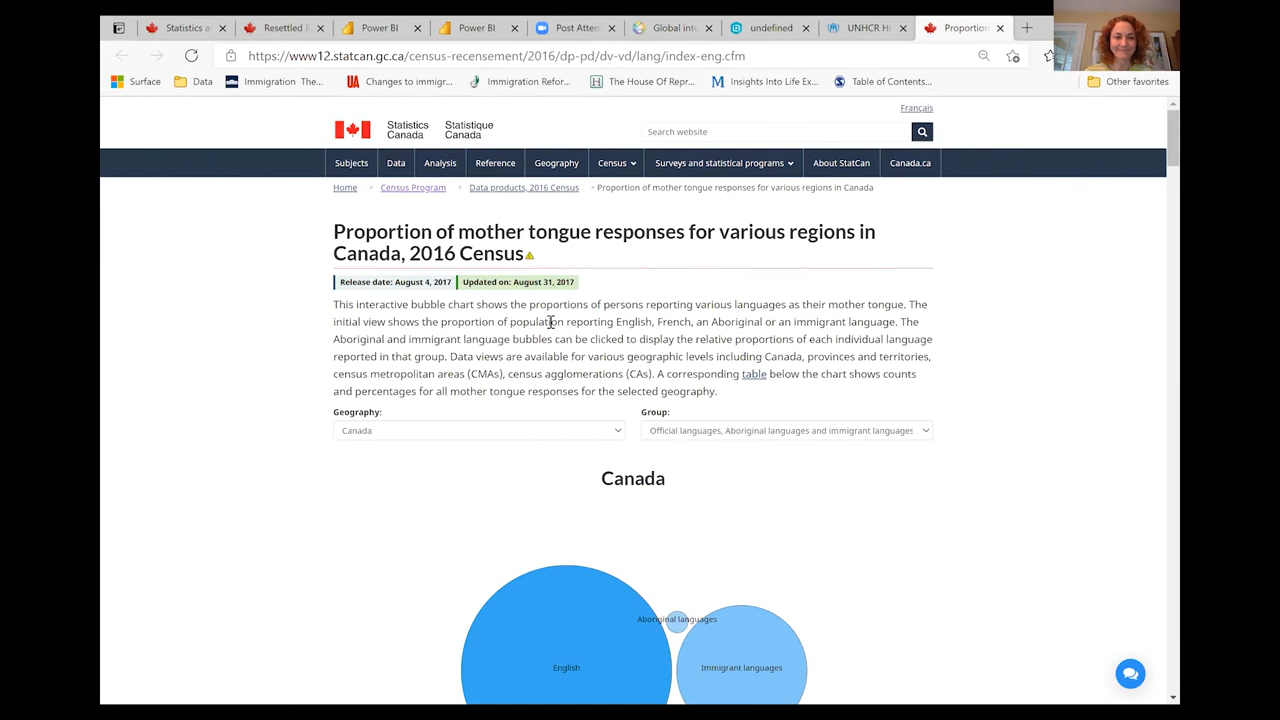 Statistics a
Resettled F
Power BI
Power BI
Post Atten
Global inte
undefined
UNHCR Hi
Proportion
https://www12.statcan.gc.ca/census-recensement/2016/dp-pd/dv-vd/lang/index-eng.cfm
Surface
Data
Immigration The...
UA Changes to immigr...
Immigration Refor...
The House Of Repr...
Insights Into Life Ex...
Table of Contents...
Other favorites
Français
Statistics Statistique
Canada Canada
Search website
Subjects Data Analysis Reference Geography Census Surveys and statistical programs About StatCan Canada.ca
Home > Census Program > Data products, 2016 Census > Proportion of mother tongue responses for various regions in Canada
Proportion of mother tongue responses for various regions in
Canada, 2016 Census
Release date: August 4, 2017 Updated on: August 31, 2017
This interactive bubble chart shows the proportions of persons reporting various languages as their mother tongue. The
initial view shows the proportion of population reporting English, French, an Aboriginal or an immigrant language. The
Aboriginal and immigrant language bubbles can be clicked to display the relative proportions of each individual language
reported in that group. Data views are available for various geographic levels including Canada, provinces and territories,
census metropolitan areas (CMAs), census agglomerations (CAs). A corresponding table below the chart shows counts
and percentages for all mother tongue responses for the selected geography.
Geography: Group:
Canada Official languages, Aboriginal languages and immigrant languages
Canada
Aboriginal languages
English
Immigrant languages